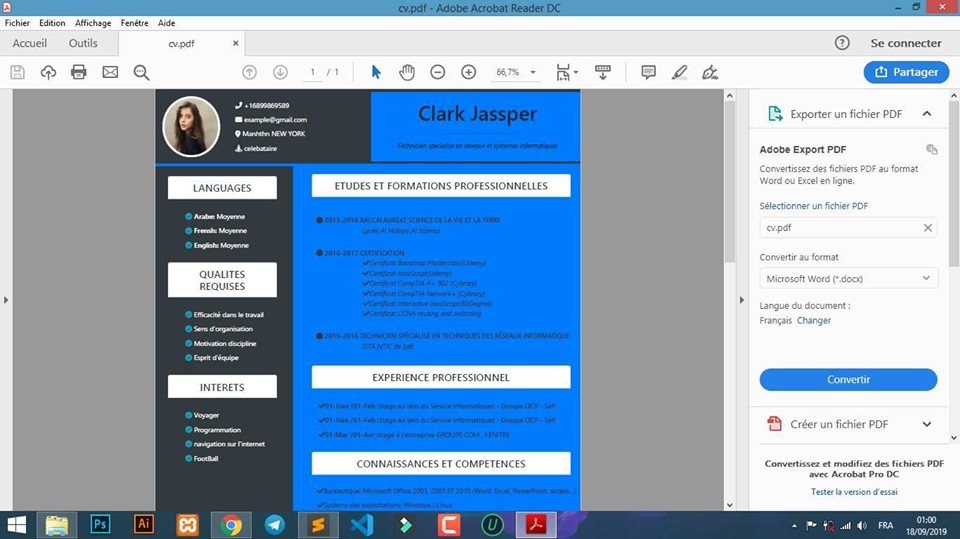 cv.pdf - Adobe Acrobat Reader DC
Fichier Edition Affichage Fenêtre Aide
Accueil Outils cv.pdf × Se connecter
1 / 1 66,7% Partager
+16899869589
example@gmail.com
Manhthn NEW YORK
celebataire
Clark Jassper
Technicien specialise en reseaux et systemes informatiques
LANGUAGES
Arabe: Moyenne
Frensh: Moyenne
English: Moyenne
QUALITES
REQUISES
Efficacité dans le travail
Sens d'organisation
Motivation discipline
Esprit d'équipe
INTERETS
Voyager
Programmation
navigation sur l'internet
FootBall
ETUDES ET FORMATIONS PROFESSIONNELLES
2015-2016 BACCALAUREAT SCIENCE DE LA VIE ET LA TERRE
Lycée Al Hidaya Al Islamia
2016-2017 CERTIFICATION
Certificat Bootsrap Masterclass(Udemy)
Certificat JavaScript(Udemy)
Certificat CompTIA A+ 802 (Cybrary)
Certificat CompTIA Network+ (Cybrary)
Certificat Interactive JavaScript(BitDegree)
Certificat CCNA routing and switching
2015-2016 TECHNICIEN SPÉCIALISÉ EN TECHNIQUES DES RÉSEAUX INFORMATIQUE
ISTA NTIC de Safi
EXPERIENCE PROFESSIONNEL
01-Juin /01-Feb :Stage au sein du Service informatiques - Groupe OCP - Safi
01-Juin /01-Feb :Stage au sein du Service informatiques - Groupe OCP - Safi
01-Mar /01-Avr :stage à l'entreprise GROUPE COM , KENITRE
CONNAISSANCES ET COMPETENCES
Bureautique: Microsoft Office 2003, 2007 ET 2010 (Word, Excel, PowerPoint, access...)
Systems des exploitations: Windows | Linux
Exporter un fichier PDF
Adobe Export PDF
Convertissez des fichiers PDF au format
Word ou Excel en ligne.
Sélectionner un fichier PDF
cv.pdf
Convertir au format
Microsoft Word (*.docx)
Langue du document :
Français Changer
Convertir
Créer un fichier PDF
Convertissez et modifiez des fichiers PDF
avec Acrobat Pro DC
Tester la version d'essai
Ps Ai FRA 01:00
18/09/2019